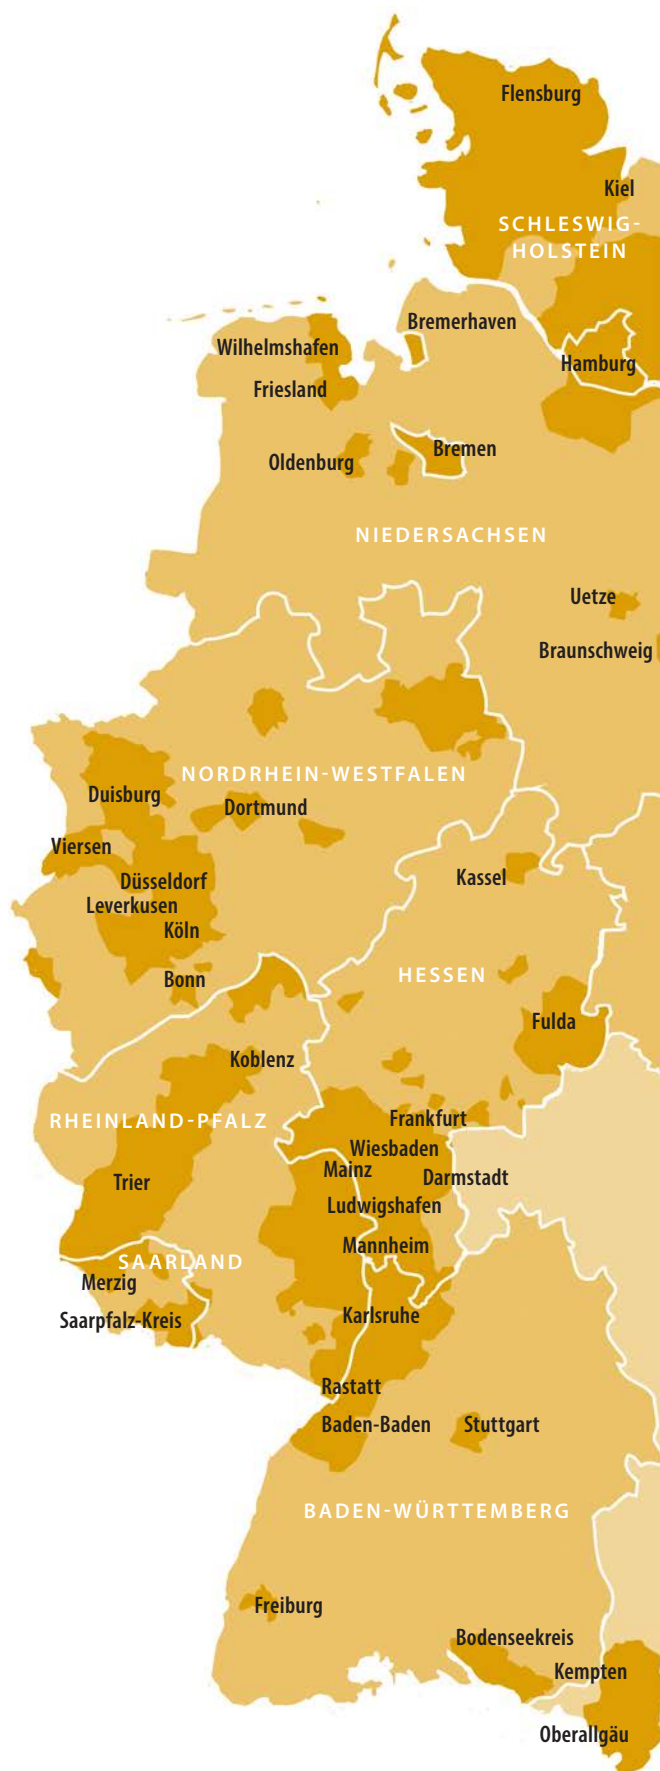 Flensburg
Kiel
SCHLESWIG-
HOLSTEIN
Bremerhaven
Wilhelmshafen
Hamburg
Friesland
Bremen
Oldenburg
NIEDERSACHSEN
Uetze
Braunschweig
NORDRHEIN-WESTFALEN
Duisburg
Dortmund
Viersen
Kassel
Düsseldorf
Leverkusen
Köln
HESSEN
Bonn
Fulda
Koblenz
RHEINLAND-PFALZ
Frankfurt
Wiesbaden
Mainz
Darmstadt
Trier
Ludwigshafen
Mannheim
SAARLAND
Merzig
Karlsruhe
Saarpfalz-Kreis
Rastatt
Baden-Baden
Stuttgart
BADEN-WÜRTTEMBERG
Freiburg
Bodenseekreis
Kempten
Oberallgäu